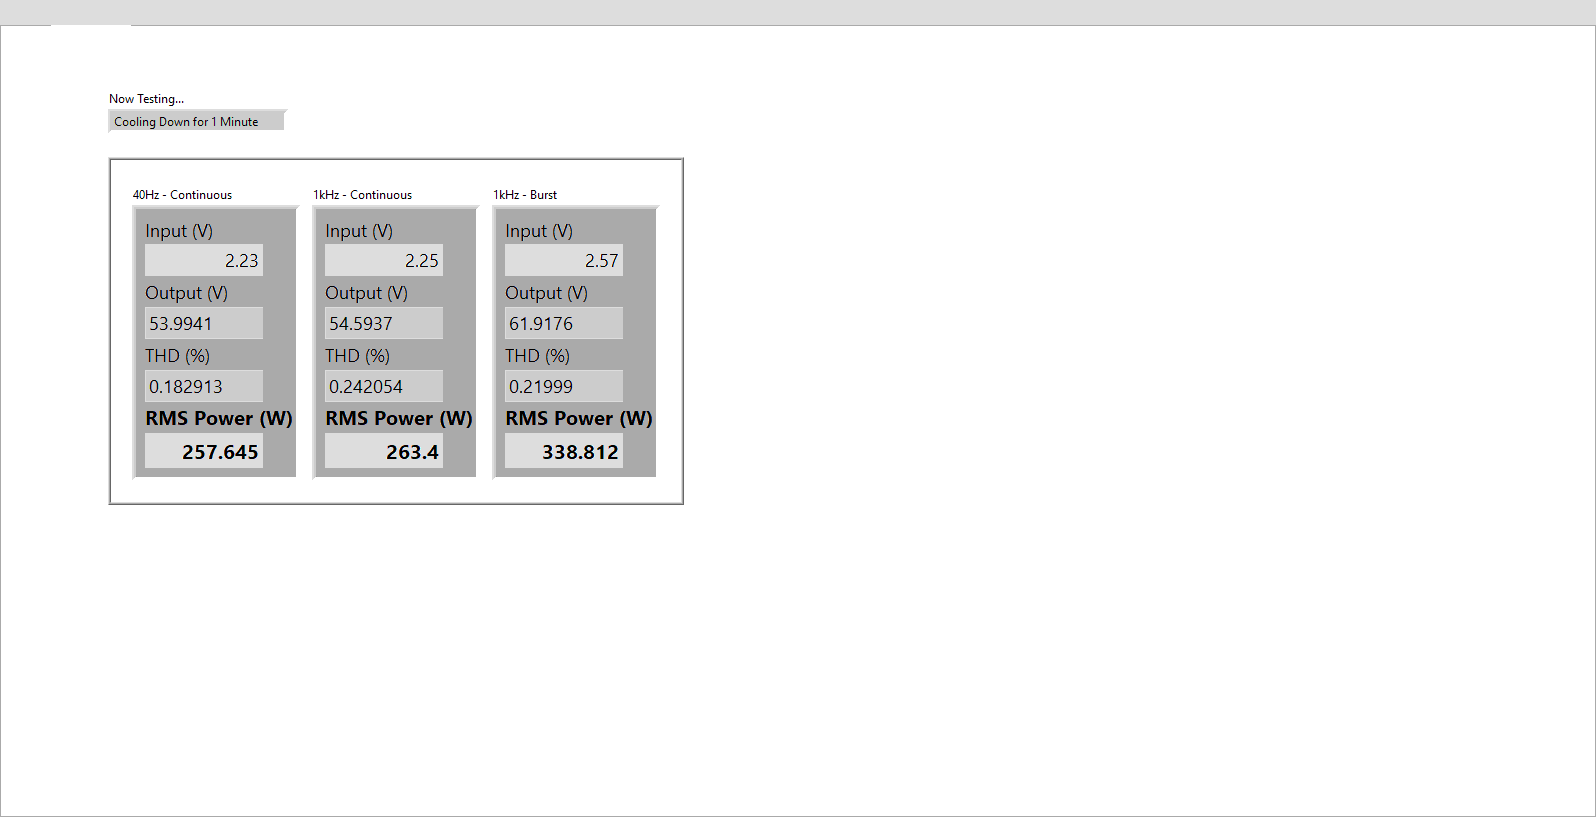 Now Testing...
Cooling Down for 1 Minute
40Hz - Continuous
Input (V)
2.23
Output (V)
53.9941
THD (%)
0.182913
RMS Power (W)
257.645
1kHz - Continuous
Input (V)
2.25
Output (V)
54.5937
THD (%)
0.242054
RMS Power (W)
263.4
1kHz - Burst
Input (V)
2.57
Output (V)
61.9176
THD (%)
0.21999
RMS Power (W)
338.812